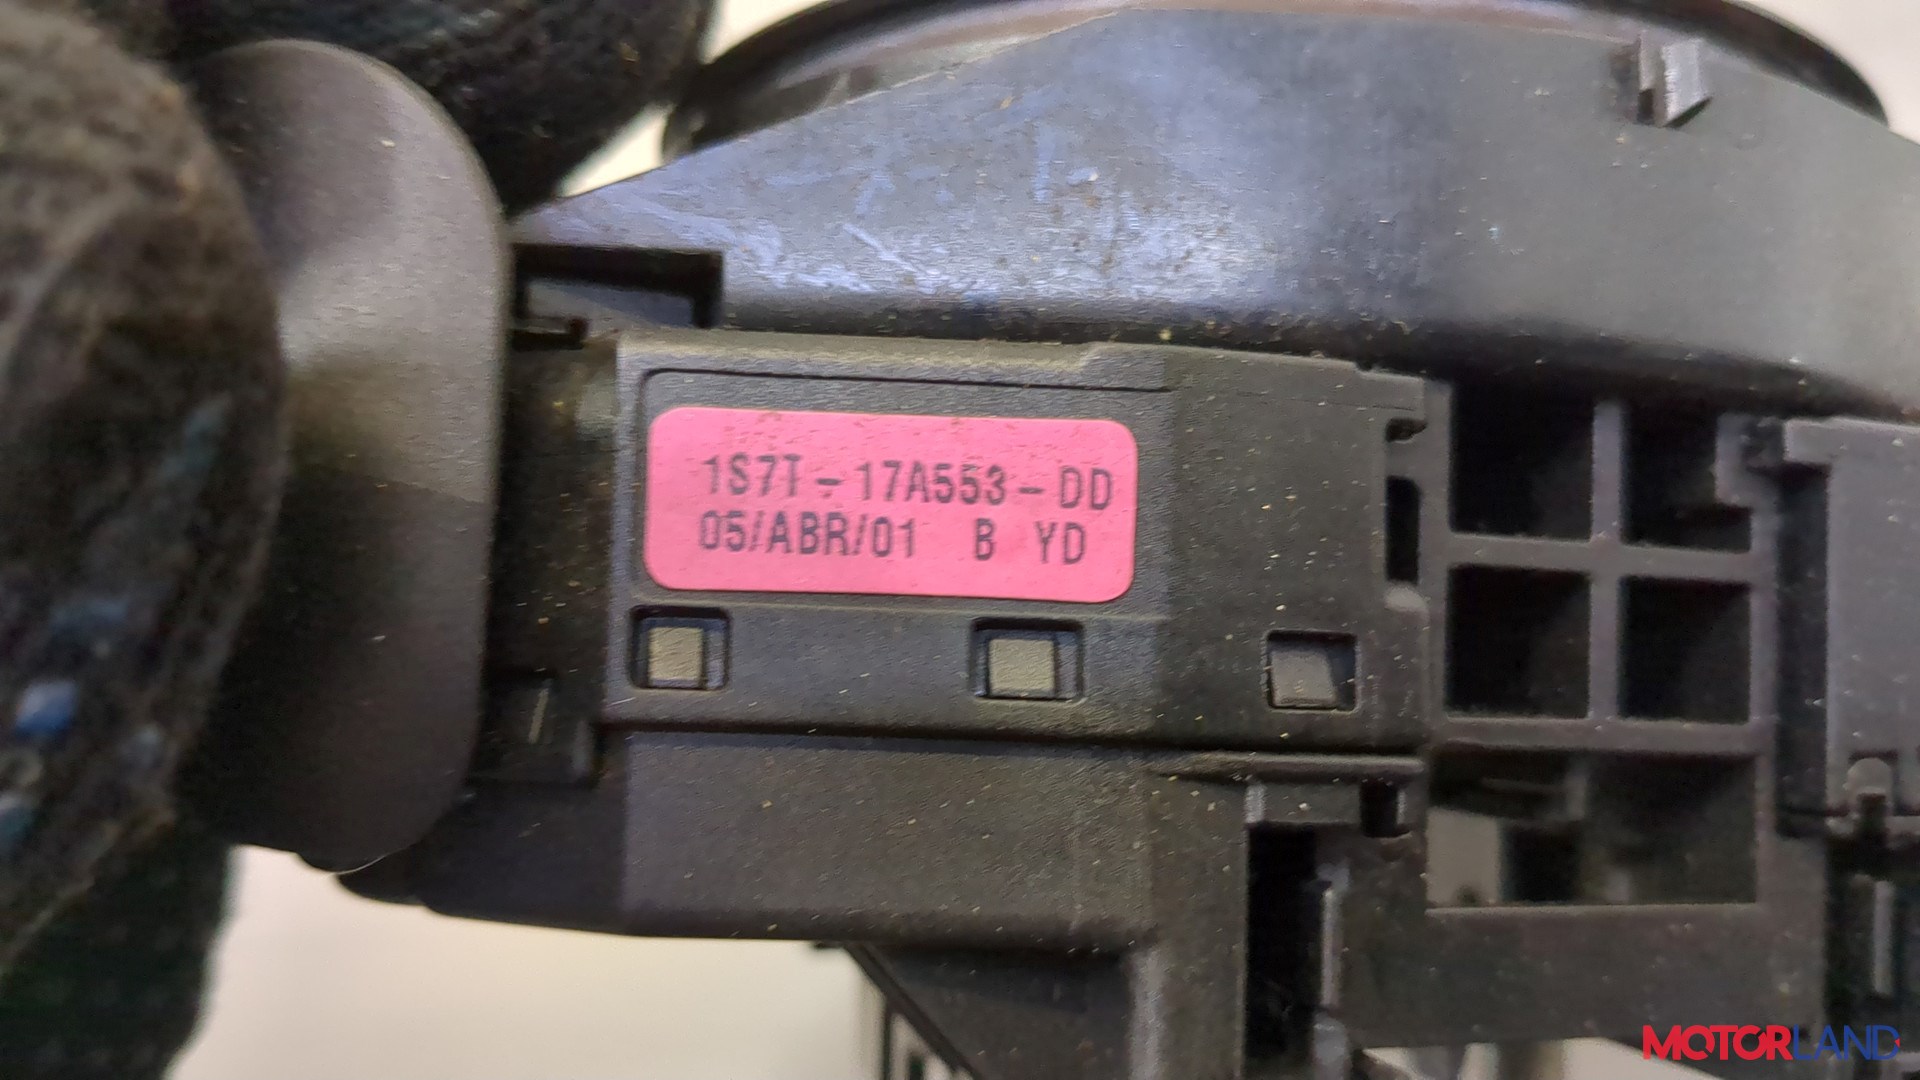 1S7T-17A553-DD
05/ABR/01 B YD
MOTORLAND